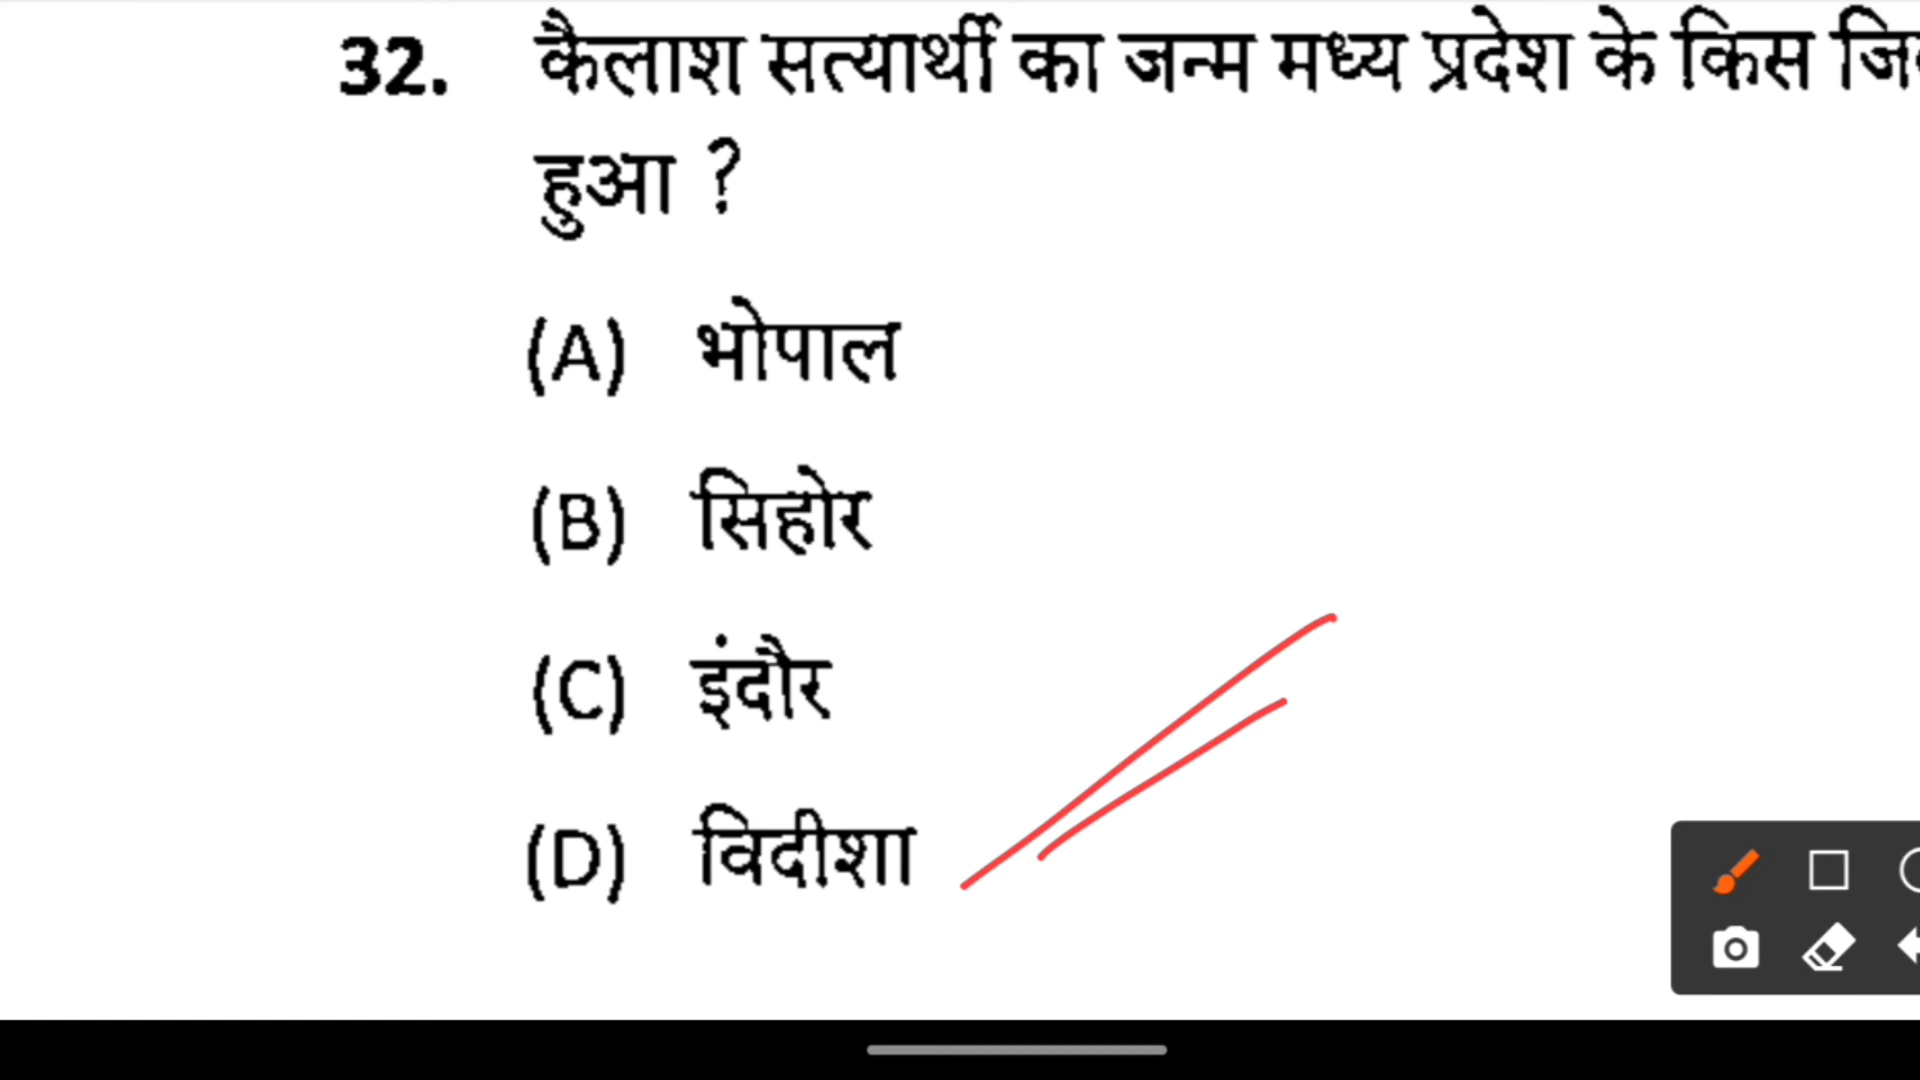 32. कैलाश सत्यार्थी का जन्म मध्य प्रदेश के किस
हुआ ?
(A) भोपाल
(B) सिहोर
(C) इंदौर
(D) विदीशा